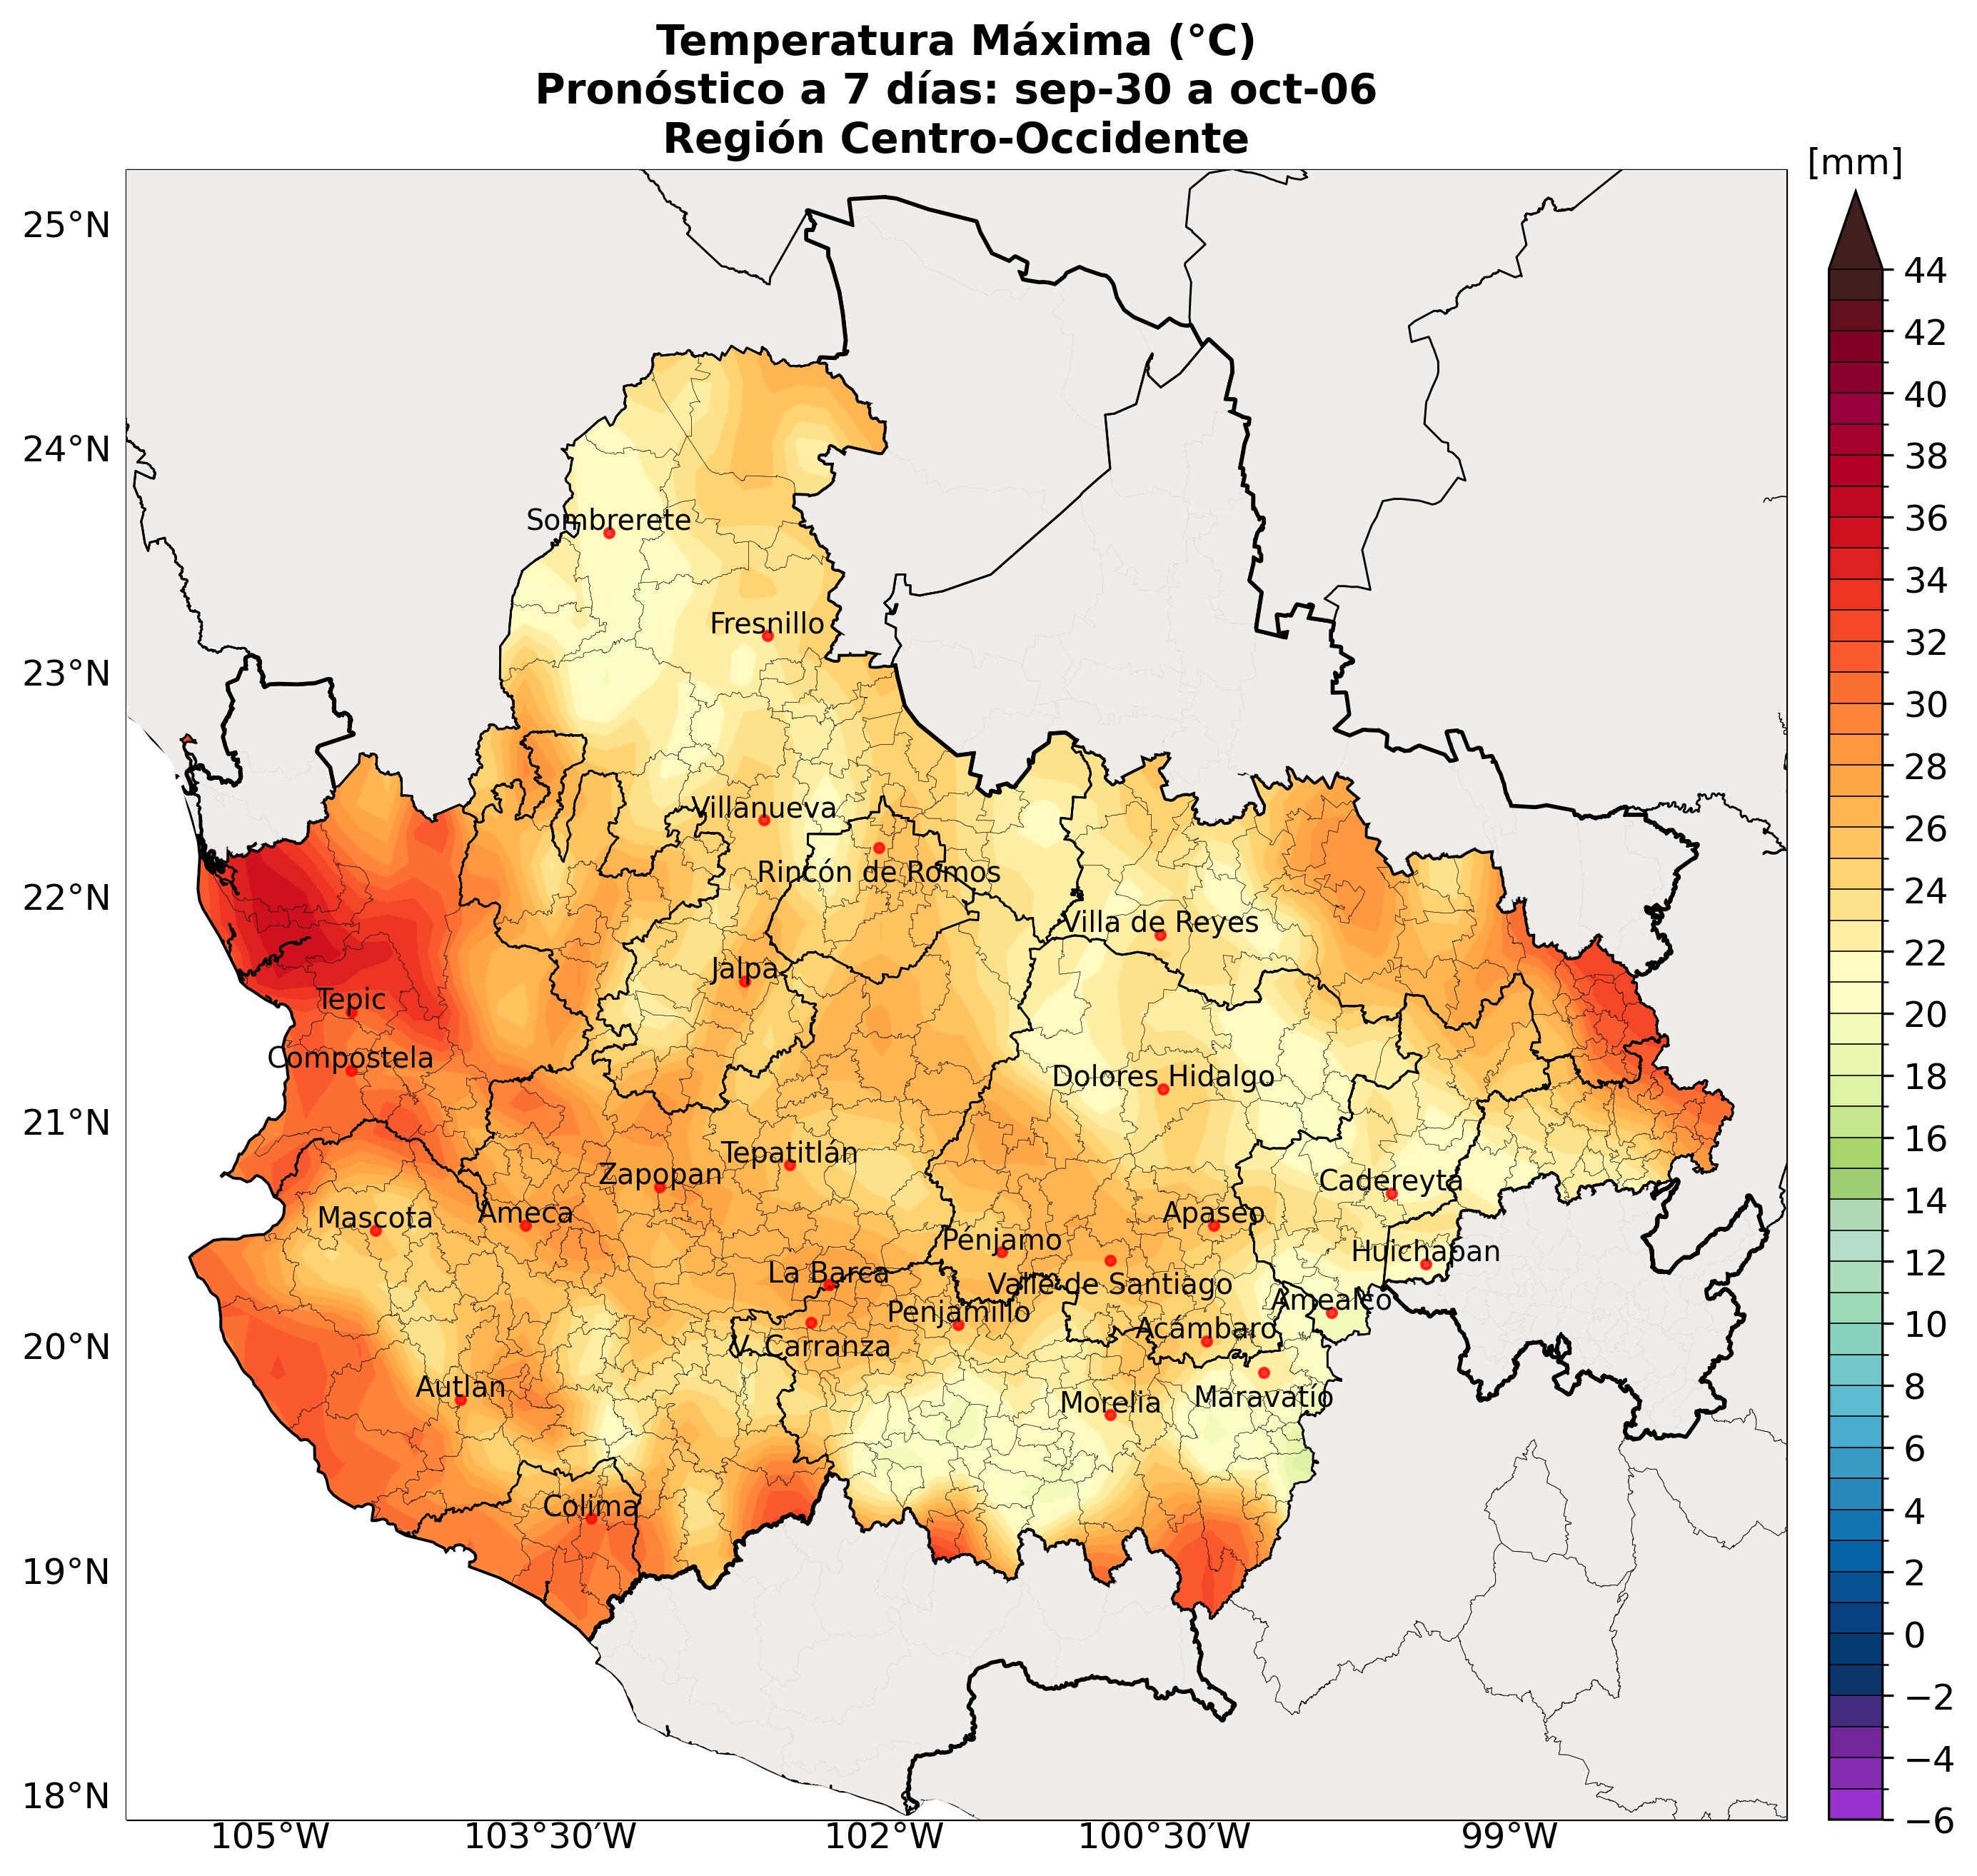 Temperatura Máxima (°C)
Pronóstico a 7 días: sep-30 a oct-06
Región Centro-Occidente
[mm]
25°N
24°N
23°N
22°N
21°N
20°N
19°N
18°N
Sombrerete
Fresnillo
Villanueva
Rincón de Romos
Villa de Reyes
Jalpa
Tepic
Compostela
Dolores Hidalgo
Tepatitlán
Zapopan
Cadereyta
Mascota
Ameca
Apaseo
Pénjamo
Huichapan
La Barca
Valle de Santiago
Amealco
Penjamillo
Acámbaro
V. Carranza
Autlan
Maravatío
Morelia
Colima
105°W
103°30′W
102°W
100°30′W
99°W
44
42
40
38
36
34
32
30
28
26
24
22
20
18
16
14
12
10
8
6
4
2
0
−2
−4
−6